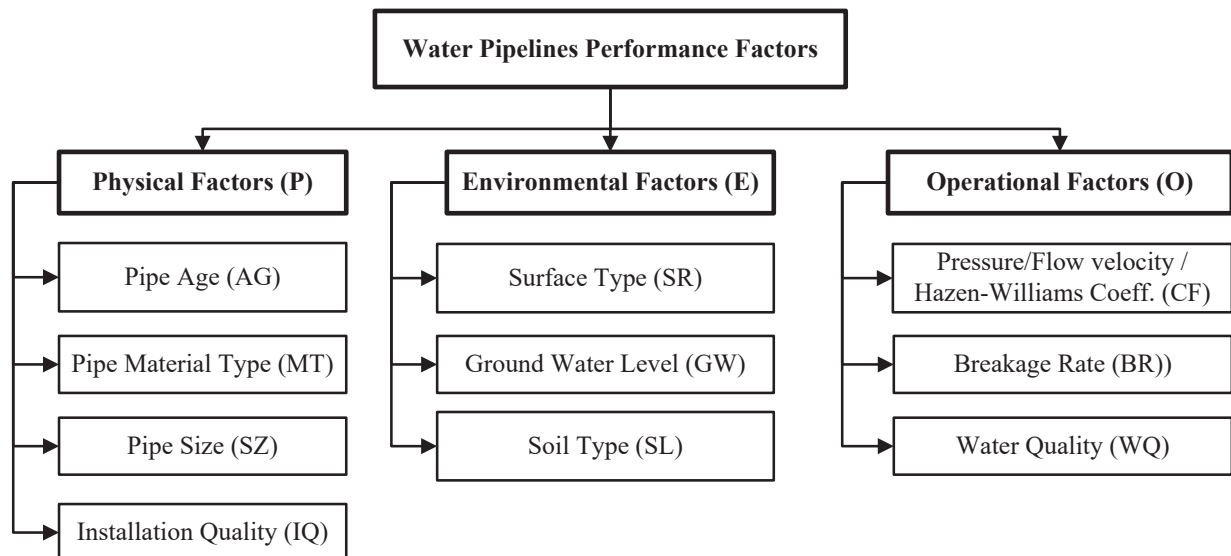 Water Pipelines Performance Factors
Physical Factors (P)
Pipe Age (AG)
Pipe Material Type (MT)
Pipe Size (SZ)
Installation Quality (IQ)
Environmental Factors (E)
Surface Type (SR)
Ground Water Level (GW)
Soil Type (SL)
Operational Factors (O)
Pressure/Flow velocity /
Hazen-Williams Coeff. (CF)
Breakage Rate (BR))
Water Quality (WQ)